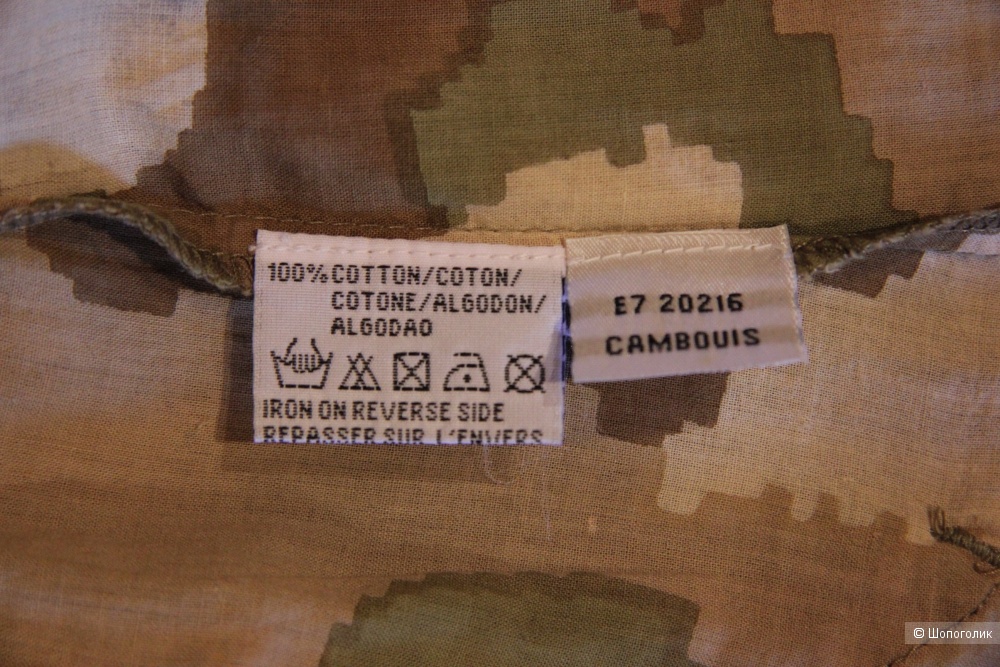 100% COTTON/COTON/
COTONE/ALGODON/
ALGODAO
IRON ON REVERSE SIDE
REPASSER SUR L'ENVERS
E7 20216
CAMBOUIS
© Шопоголик